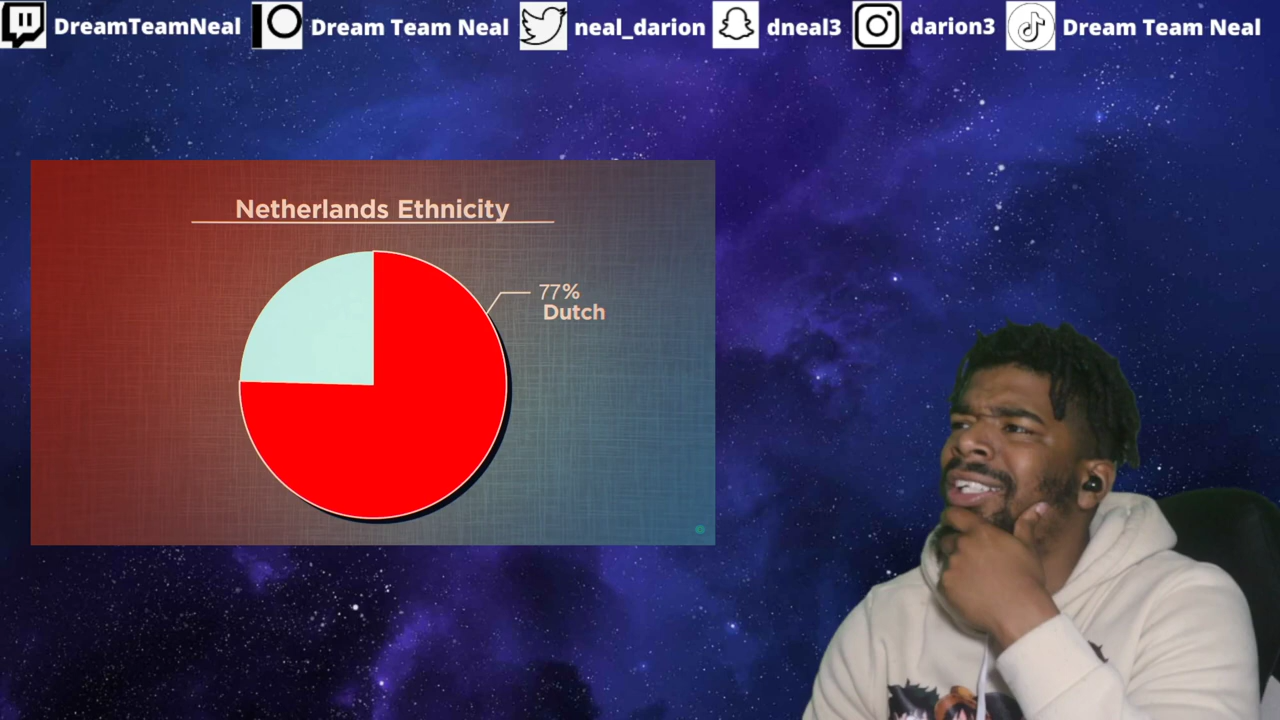 DreamTeamNeal Dream Team Neal neal_darion dneal3 darion3 Dream Team Neal
Netherlands Ethnicity
77%
Dutch